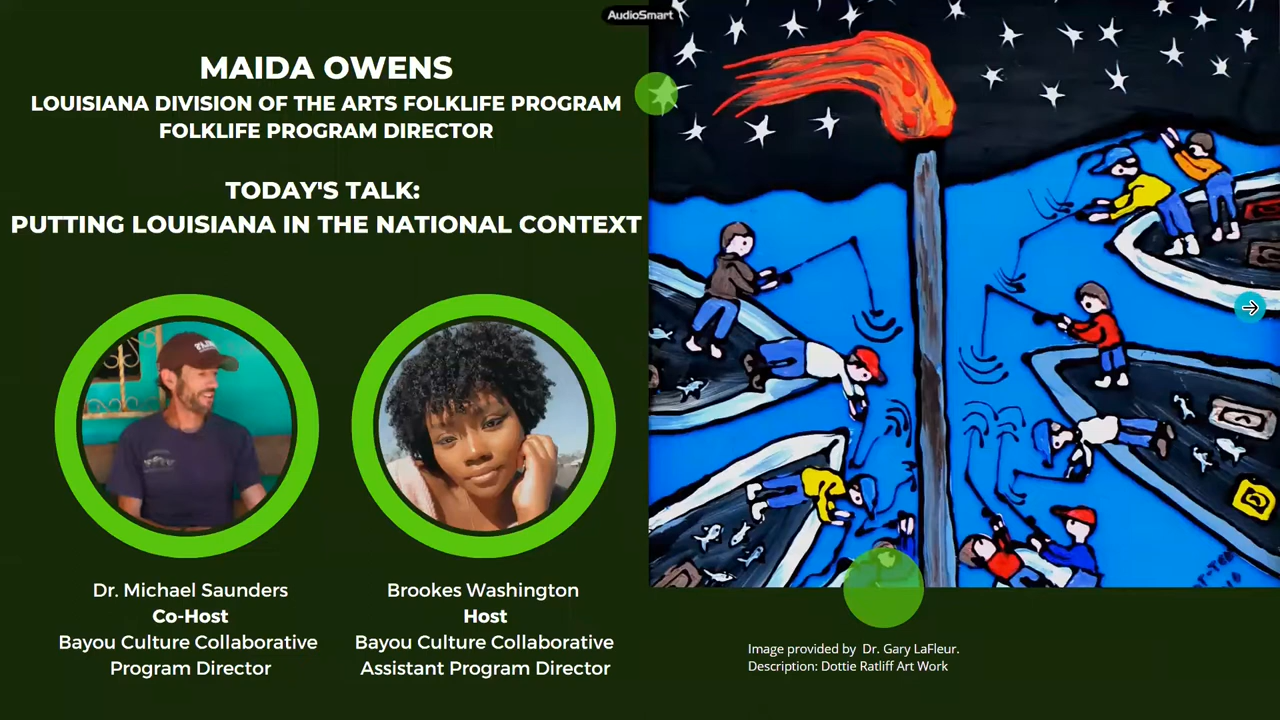 AudioSmart
MAIDA OWENS
LOUISIANA DIVISION OF THE ARTS FOLKLIFE PROGRAM
FOLKLIFE PROGRAM DIRECTOR
TODAY'S TALK:
PUTTING LOUISIANA IN THE NATIONAL CONTEXT
Dr. Michael Saunders
Co-Host
Bayou Culture Collaborative
Program Director
Brookes Washington
Host
Bayou Culture Collaborative
Assistant Program Director
Image provided by Dr. Gary LaFleur.
Description: Dottie Ratliff Art Work